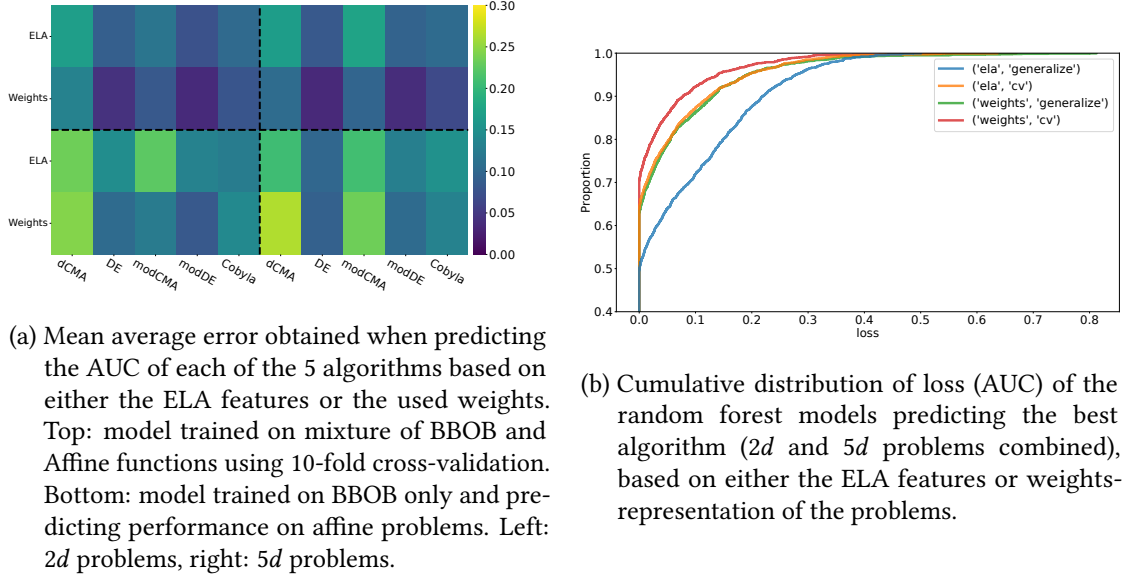 ELA
Weights
ELA
Weights
dCMA
DE
modCMA
modDE
Cobyla
dCMA
DE
modCMA
modDE
Cobyla
0.30
0.25
0.20
0.15
0.10
0.05
0.00
(a) Mean average error obtained when predicting
the AUC of each of the 5 algorithms based on
either the ELA features or the used weights.
Top: model trained on mixture of BBOB and
Affine functions using 10-fold cross-validation.
Bottom: model trained on BBOB only and pre-
dicting performance on affine problems. Left:
2d problems, right: 5d problems.
1.0
0.9
0.8
0.7
0.6
0.5
0.4
Proportion
0.0 0.1 0.2 0.3 0.4 0.5 0.6 0.7 0.8
loss
('ela', 'generalize')
('ela', 'cv')
('weights', 'generalize')
('weights', 'cv')
(b) Cumulative distribution of loss (AUC) of the
random forest models predicting the best
algorithm (2d and 5d problems combined),
based on either the ELA features or weights-
representation of the problems.